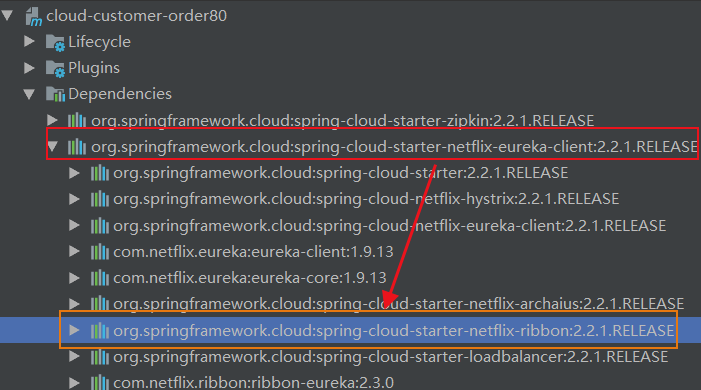 cloud-customer-order80
Lifecycle
Plugins
Dependencies
org.springframework.cloud:spring-cloud-starter-zipkin:2.2.1.RELEASE
org.springframework.cloud:spring-cloud-starter-netflix-eureka-client:2.2.1.RELEASE
org.springframework.cloud:spring-cloud-starter:2.2.1.RELEASE
org.springframework.cloud:spring-cloud-netflix-hystrix:2.2.1.RELEASE
org.springframework.cloud:spring-cloud-netflix-eureka-client:2.2.1.RELEASE
com.netflix.eureka:eureka-client:1.9.13
com.netflix.eureka:eureka-core:1.9.13
org.springframework.cloud:spring-cloud-starter-netflix-archaius:2.2.1.RELEASE
org.springframework.cloud:spring-cloud-starter-netflix-ribbon:2.2.1.RELEASE
org.springframework.cloud:spring-cloud-starter-loadbalancer:2.2.1.RELEASE
com.netflix.ribbon:ribbon-eureka:2.3.0